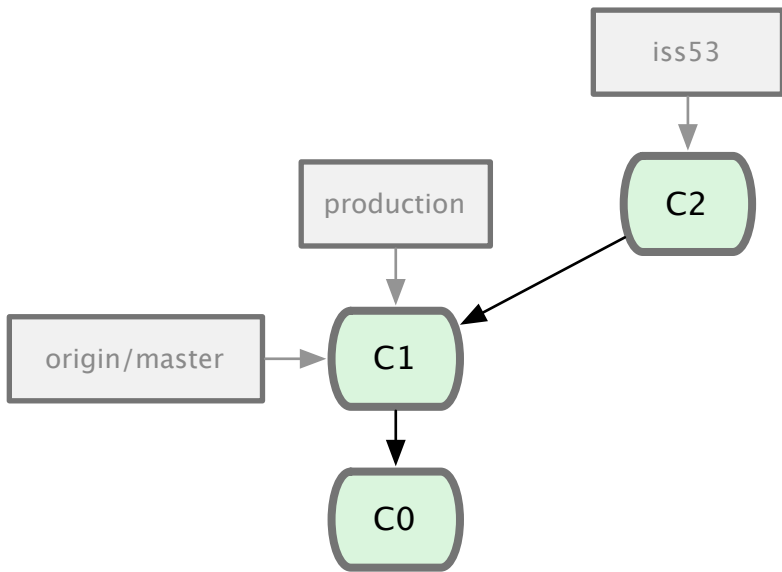 iss53
C2
production
origin/master
C1
C0